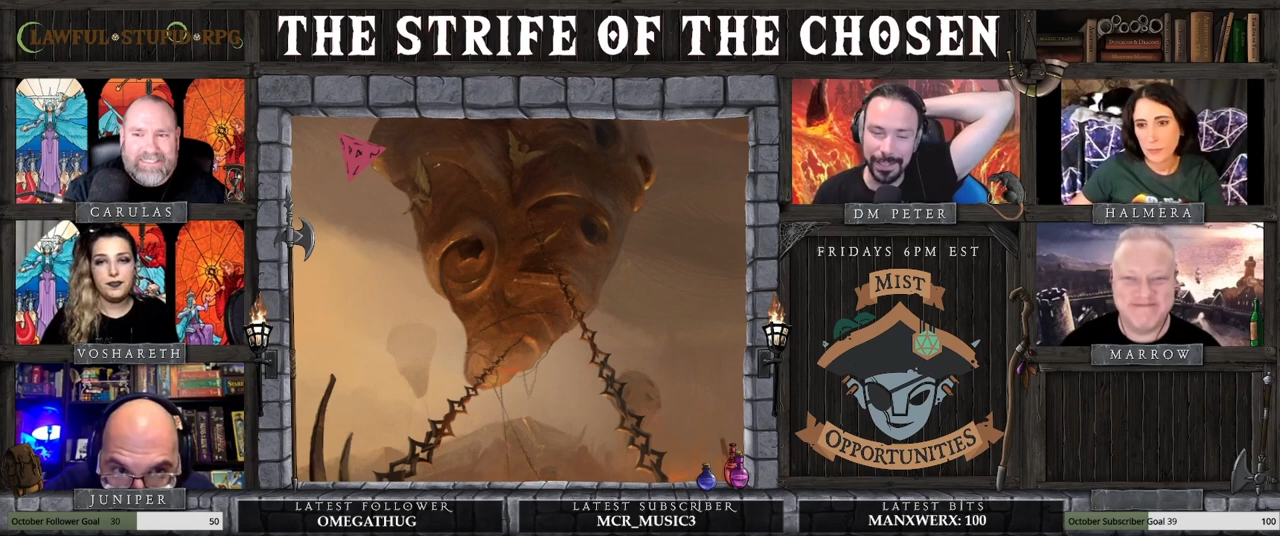 LAWFUL STUPID RPG
THE STRIFE OF THE CHOSEN
DUNGEONS & DRAGONS
CARULAS
DM PETER
HALMERA
FRIDAYS 6PM EST
MIST
OPPORTUNITIES
VOSHARETH
MARROW
JUNIPER
October Follower Goal 30 50
LATEST FOLLOWER
OMEGATHUG
LATEST SUBSCRIBER
MCR_MUSIC3
LATEST BITS
MANXWERX: 100
October Subscriber Goal 39 100